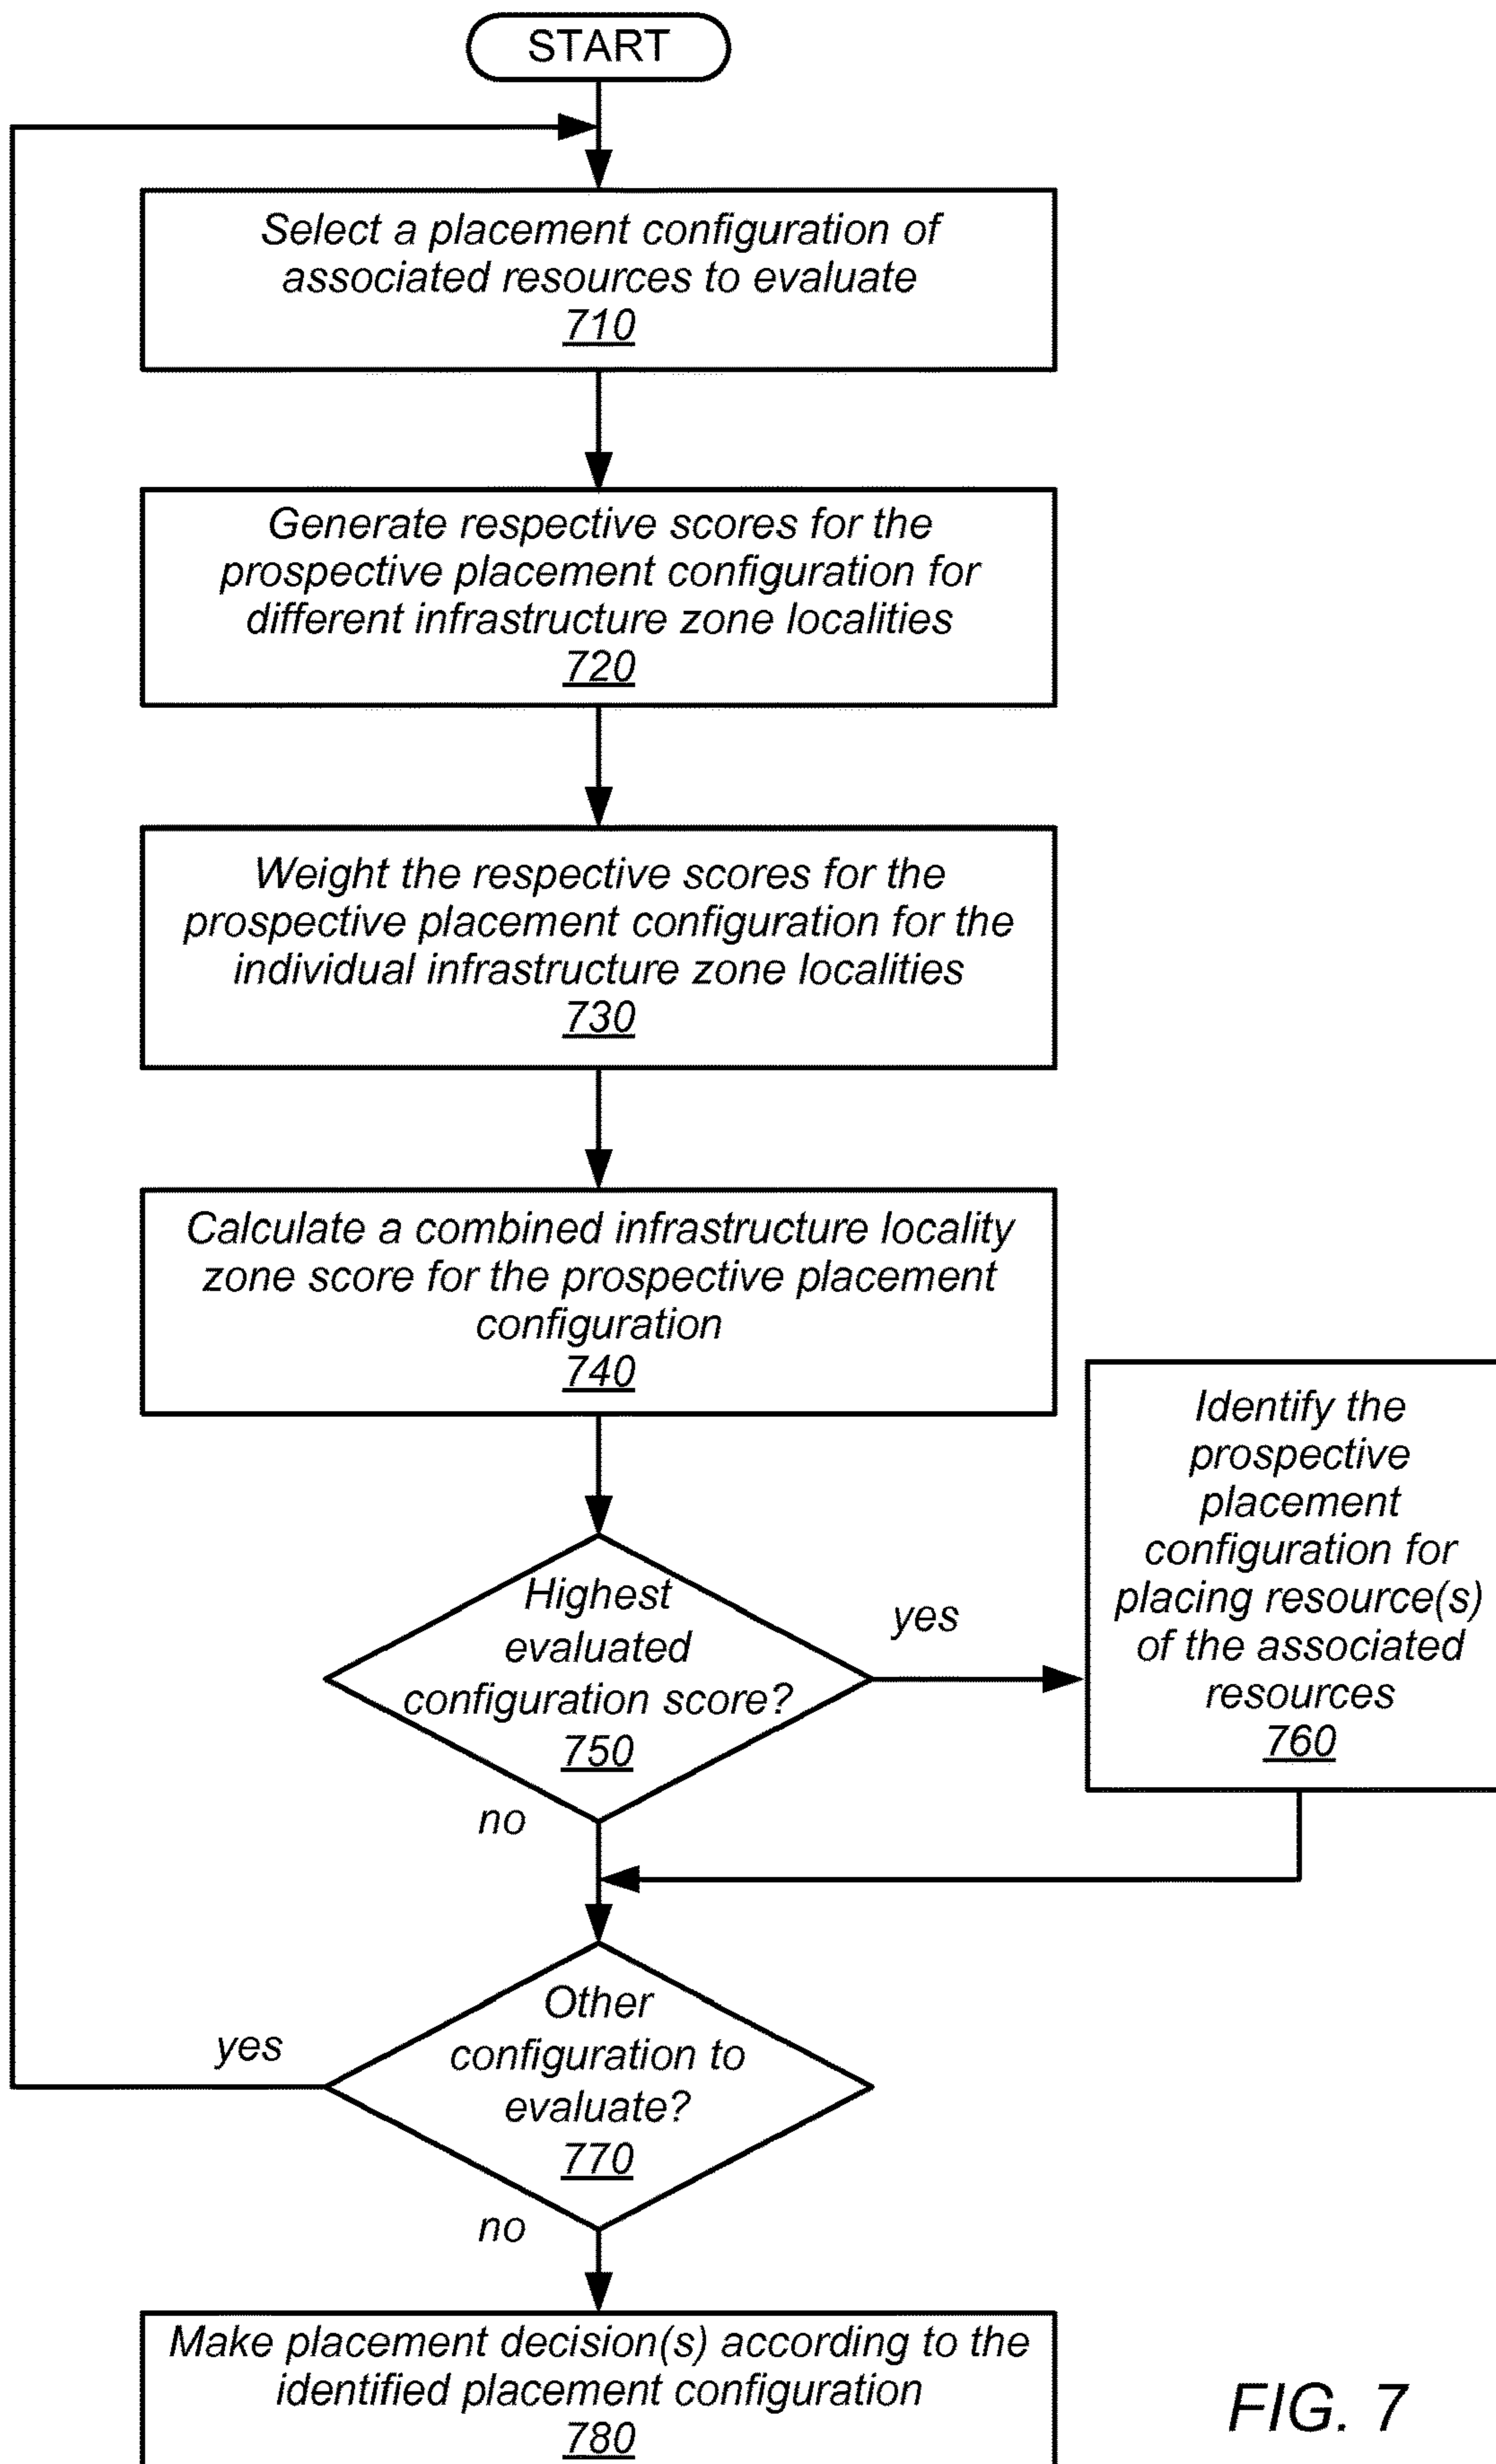 START
Select a placement configuration of
associated resources to evaluate
710
Generate respective scores for the
prospective placement configuration for
different infrastructure zone localities
720
Weight the respective scores for the
prospective placement configuration for the
individual infrastructure zone localities
730
Calculate a combined infrastructure locality
zone score for the prospective placement
configuration
740
Highest
evaluated
configuration score?
750
yes
no
Identify the
prospective
placement
configuration for
placing resource(s)
of the associated
resources
760
Other
configuration to
evaluate?
770
yes
no
Make placement decision(s) according to the
identified placement configuration
780
FIG. 7